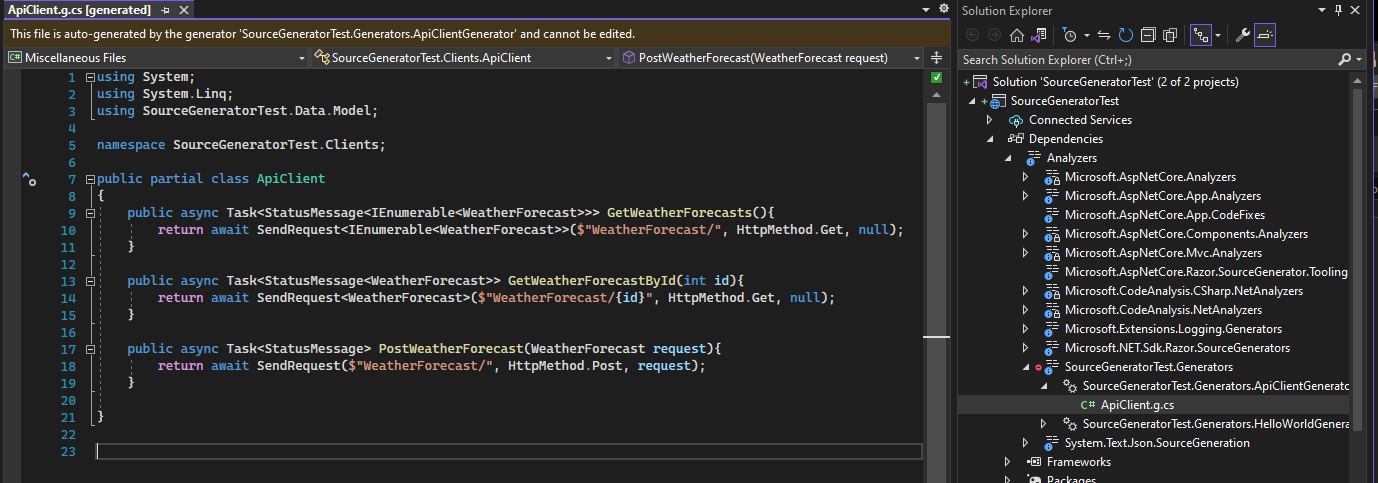 ApiClient.g.cs [generated]
This file is auto-generated by the generator 'SourceGeneratorTest.Generators.ApiClientGenerator' and cannot be edited.
C# Miscellaneous Files
SourceGeneratorTest.Clients.ApiClient
PostWeatherForecast(WeatherForecast request)
1 using System;
2 using System.Linq;
3 using SourceGeneratorTest.Data.Model;
4
5 namespace SourceGeneratorTest.Clients;
6
7 public partial class ApiClient
8 {
9 public async Task<StatusMessage<IEnumerable<WeatherForecast>>> GetWeatherForecasts(){
10 return await SendRequest<IEnumerable<WeatherForecast>>($"WeatherForecast/", HttpMethod.Get, null);
11 }
12
13 public async Task<StatusMessage<WeatherForecast>> GetWeatherForecastById(int id){
14 return await SendRequest<WeatherForecast>($"WeatherForecast/{id}", HttpMethod.Get, null);
15 }
16
17 public async Task<StatusMessage> PostWeatherForecast(WeatherForecast request){
18 return await SendRequest($"WeatherForecast/", HttpMethod.Post, request);
19 }
20
21 }
22
23
Solution Explorer
Search Solution Explorer (Ctrl+;)
Solution 'SourceGeneratorTest' (2 of 2 projects)
SourceGeneratorTest
Connected Services
Dependencies
Analyzers
Microsoft.AspNetCore.Analyzers
Microsoft.AspNetCore.App.Analyzers
Microsoft.AspNetCore.App.CodeFixes
Microsoft.AspNetCore.Components.Analyzers
Microsoft.AspNetCore.Mvc.Analyzers
Microsoft.AspNetCore.Razor.SourceGenerator.Tooling
Microsoft.CodeAnalysis.CSharp.NetAnalyzers
Microsoft.CodeAnalysis.NetAnalyzers
Microsoft.Extensions.Logging.Generators
Microsoft.NET.Sdk.Razor.SourceGenerators
SourceGeneratorTest.Generators
SourceGeneratorTest.Generators.ApiClientGenerato
C# ApiClient.g.cs
SourceGeneratorTest.Generators.HelloWorldGenera
System.Text.Json.SourceGeneration
Frameworks
Packages